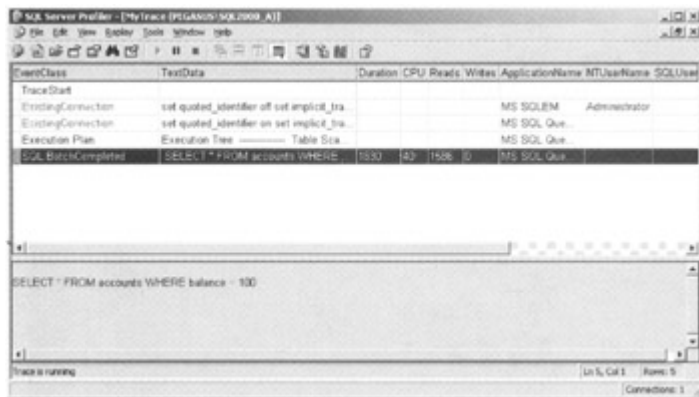 SQL Server Profiler - [MyTrace (PEGASUS\SQL2000_A)]
File Edit View Replay Tools Window Help
EventClass TextData Duration CPU Reads Writes ApplicationName NTUserName SQLUser
TraceStart
ExistingConnection set quoted_identifier off set implicit_tra... MS SQLEM Administrator
ExistingConnection set quoted_identifier on set implicit_tra... MS SQL Que...
Execution Plan Execution Tree -------------- Table Sca... MS SQL Que...
SQL:BatchCompleted SELECT * FROM accounts WHERE 1830 40 1586 0 MS SQL Que...
SELECT * FROM accounts WHERE balance = 100
Trace is running Ln 5, Col 1 Rows: 5
Connections: 1